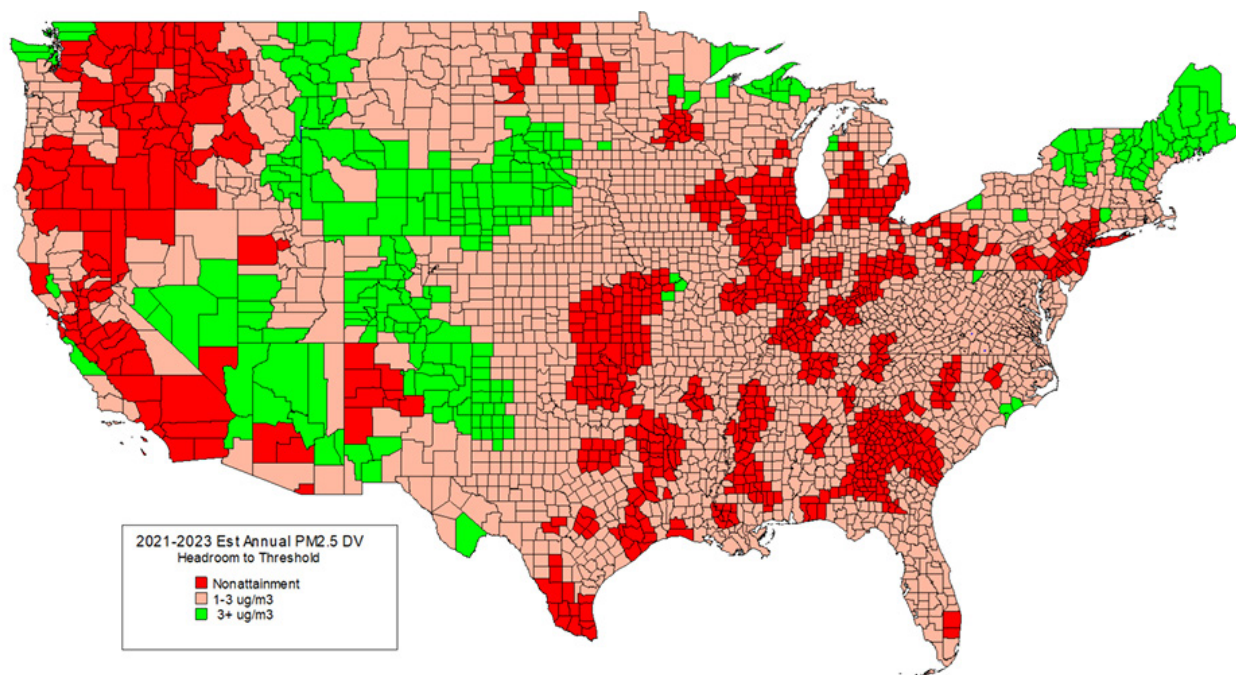 2021-2023 Est Annual PM2.5 DV
Headroom to Threshold
Nonattainment
1-3 ug/m3
3+ ug/m3